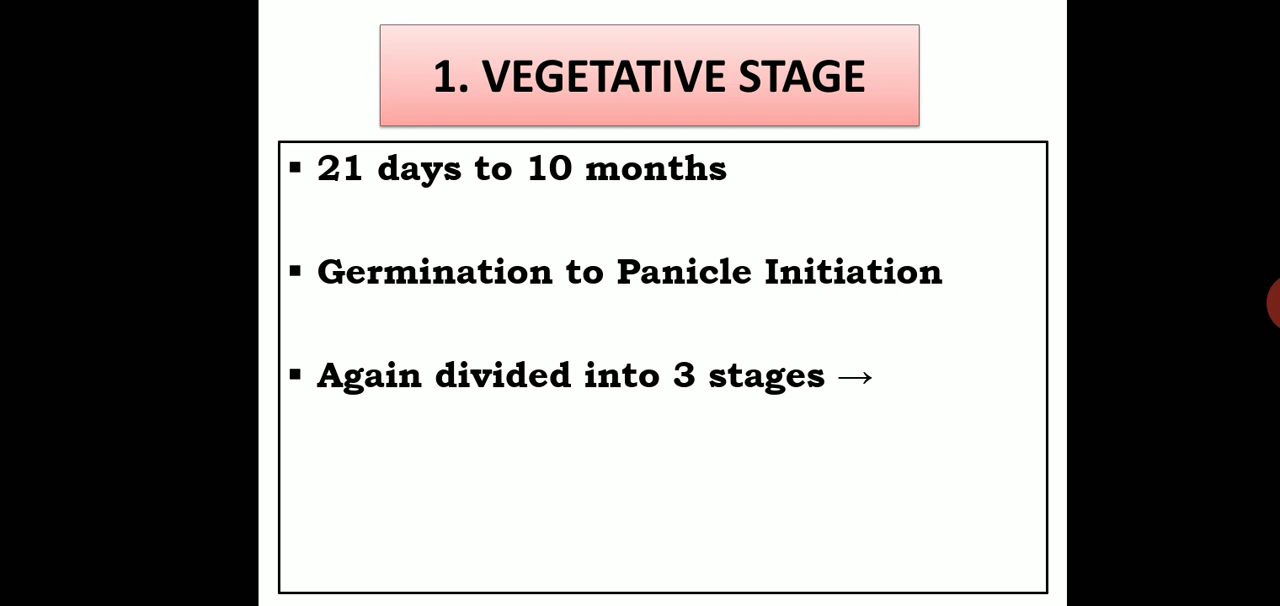 1. VEGETATIVE STAGE
▪ 21 days to 10 months
▪ Germination to Panicle Initiation
▪ Again divided into 3 stages →